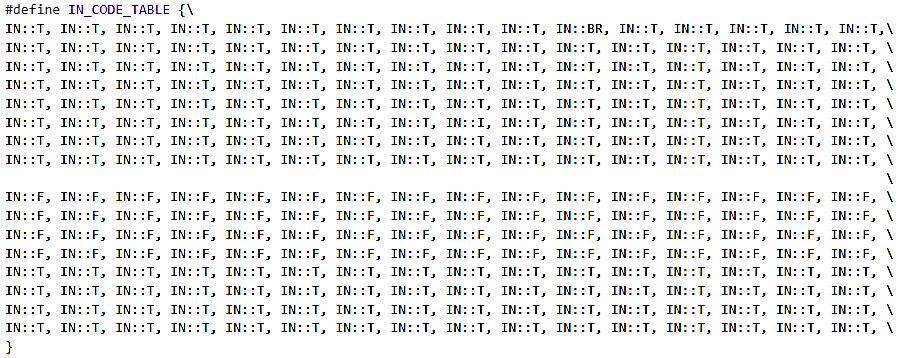 #define IN_CODE_TABLE {\
IN::T, IN::T, IN::T, IN::T, IN::T, IN::T, IN::T, IN::T, IN::T, IN::T, IN::BR, IN::T, IN::T, IN::T, IN::T, IN::T,\
IN::T, IN::T, IN::T, IN::T, IN::T, IN::T, IN::T, IN::T, IN::T, IN::T, IN::T, IN::T, IN::T, IN::T, IN::T, IN::T, \
IN::T, IN::T, IN::T, IN::T, IN::T, IN::T, IN::T, IN::T, IN::T, IN::T, IN::T, IN::T, IN::T, IN::T, IN::T, IN::T, \
IN::T, IN::T, IN::T, IN::T, IN::T, IN::T, IN::T, IN::T, IN::T, IN::T, IN::T, IN::T, IN::T, IN::T, IN::T, IN::T, \
IN::T, IN::T, IN::T, IN::T, IN::T, IN::T, IN::T, IN::T, IN::T, IN::T, IN::T, IN::T, IN::T, IN::T, IN::T, IN::T, \
IN::T, IN::T, IN::T, IN::T, IN::T, IN::T, IN::T, IN::T, IN::I, IN::T, IN::T, IN::T, IN::T, IN::T, IN::T, IN::T, \
IN::T, IN::T, IN::T, IN::T, IN::T, IN::T, IN::T, IN::T, IN::T, IN::T, IN::T, IN::T, IN::T, IN::T, IN::T, IN::T, \
IN::T, IN::T, IN::T, IN::T, IN::T, IN::T, IN::T, IN::T, IN::T, IN::T, IN::T, IN::T, IN::T, IN::T, IN::T, IN::T, \
\
IN::F, IN::F, IN::F, IN::F, IN::F, IN::F, IN::F, IN::F, IN::F, IN::F, IN::F, IN::F, IN::F, IN::F, IN::F, IN::F, \
IN::F, IN::F, IN::F, IN::F, IN::F, IN::F, IN::F, IN::F, IN::F, IN::F, IN::F, IN::F, IN::F, IN::F, IN::F, IN::F, \
IN::F, IN::F, IN::F, IN::F, IN::F, IN::F, IN::F, IN::F, IN::F, IN::F, IN::F, IN::F, IN::F, IN::F, IN::F, IN::F, \
IN::F, IN::F, IN::F, IN::F, IN::F, IN::F, IN::F, IN::F, IN::F, IN::F, IN::F, IN::F, IN::F, IN::F, IN::F, IN::F, \
IN::T, IN::T, IN::T, IN::T, IN::T, IN::T, IN::T, IN::T, IN::T, IN::T, IN::T, IN::T, IN::T, IN::T, IN::T, IN::T, \
IN::T, IN::T, IN::T, IN::T, IN::T, IN::T, IN::T, IN::T, IN::T, IN::T, IN::T, IN::T, IN::T, IN::T, IN::T, IN::T, \
IN::T, IN::T, IN::T, IN::T, IN::T, IN::T, IN::T, IN::T, IN::T, IN::T, IN::T, IN::T, IN::T, IN::T, IN::T, IN::T, \
IN::T, IN::T, IN::T, IN::T, IN::T, IN::T, IN::T, IN::T, IN::T, IN::T, IN::T, IN::T, IN::T, IN::T, IN::T, IN::T, \
}